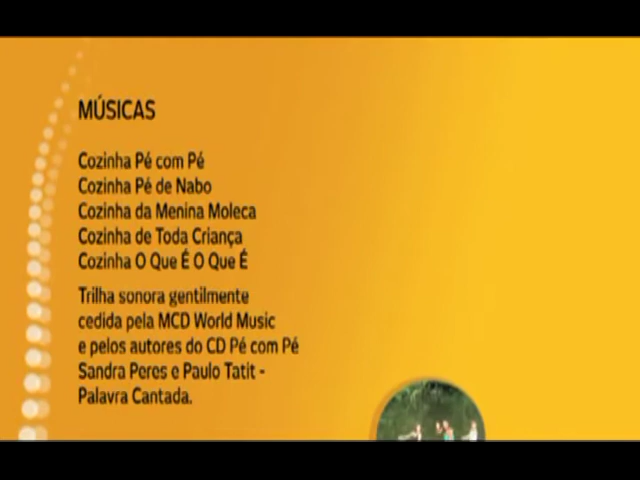 MÚSICAS
Cozinha Pé com Pé
Cozinha Pé de Nabo
Cozinha da Menina Moleca
Cozinha de Toda Criança
Cozinha O Que É O Que É
Trilha sonora gentilmente
cedida pela MCD World Music
e pelos autores do CD Pé com Pé
Sandra Peres e Paulo Tatit -
Palavra Cantada.